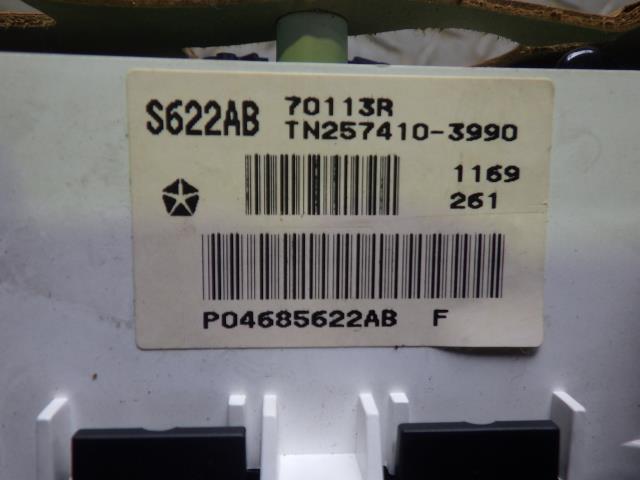 S622AB 70113R
TN257410-3990
1169
261
P04685622AB F